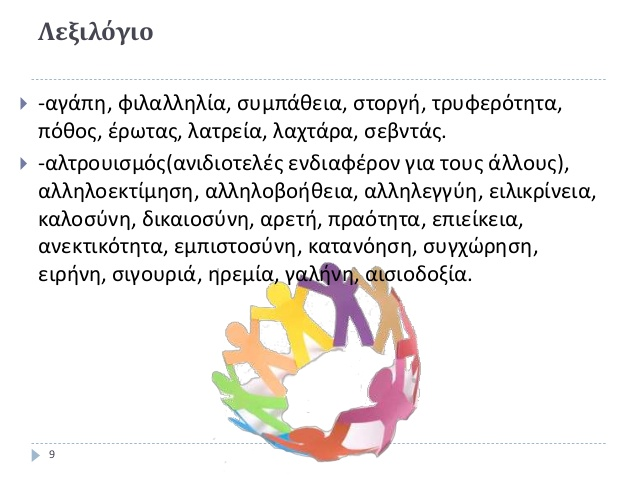 Λεξιλόγιο
-αγάπη, φιλαλληλία, συμπάθεια, στοργή, τρυφερότητα,
πόθος, έρωτας, λατρεία, λαχτάρα, σεβντάς.
-αλτρουισμός(ανιδιοτελές ενδιαφέρον για τους άλλους),
αλληλοεκτίμηση, αλληλοβοήθεια, αλληλεγγύη, ειλικρίνεια,
καλοσύνη, δικαιοσύνη, αρετή, πραότητα, επιείκεια,
ανεκτικότητα, εμπιστοσύνη, κατανόηση, συγχώρηση,
ειρήνη, σιγουριά, ηρεμία, γαλήνη, αισιοδοξία.
9